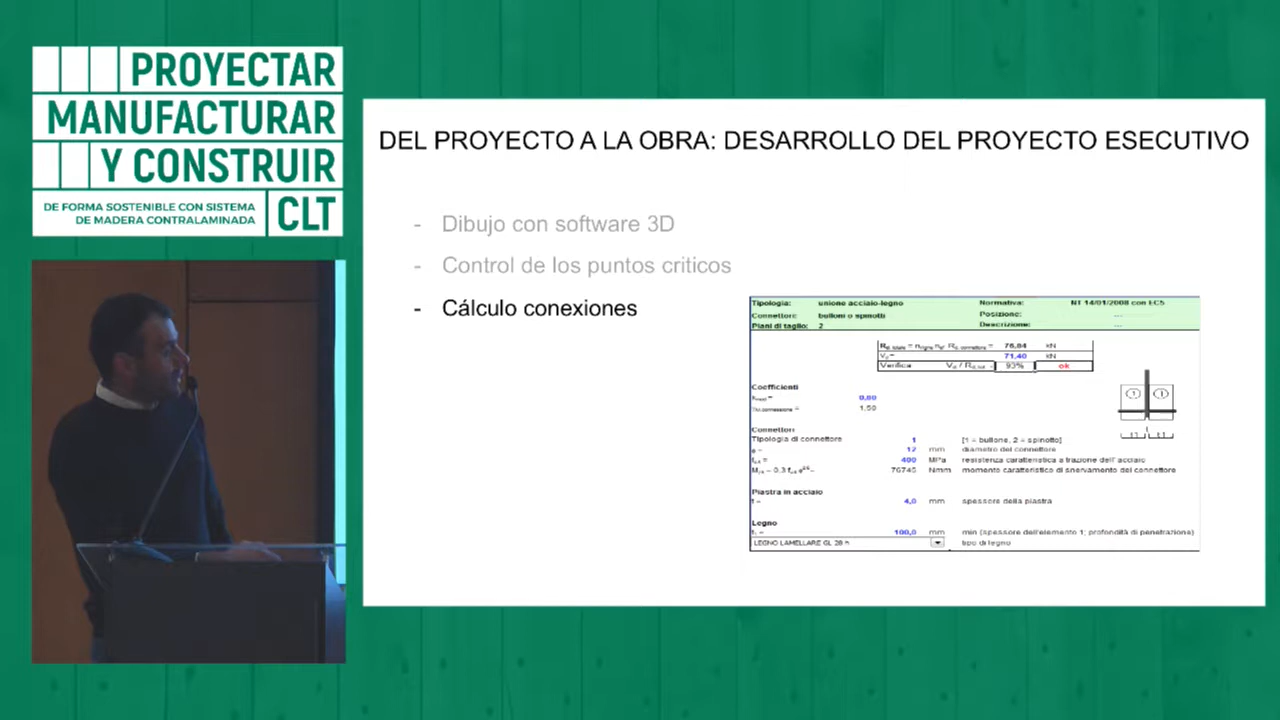 PROYECTAR
MANUFACTURAR
Y CONSTRUIR
DE FORMA SOSTENIBLE CON SISTEMA
DE MADERA CONTRALAMINADA
CLT
DEL PROYECTO A LA OBRA: DESARROLLO DEL PROYECTO ESECUTIVO
- Dibujo con software 3D
- Control de los puntos criticos
- Cálculo conexiones
Tipologia: unione acciaio-legno Normativa: NT 14/01/2008 con EC5
Connettore: bulloni o spinotti Posizione: ...
Piani di taglio: 2 Descrizione: ...
76,84 kN
71,40 kN
Verifica 93% ok
Coefficienti
0,80
1,50
Connettori
Tipologia di connettore 1 [1 = bullone, 2 = spinotto]
12 mm diametro del connettore
400 MPa resistenza caratteristica a trazione dell'acciaio
76745 Nmm momento caratteristico di snervamento del connettore
Piastra in acciaio
t = 4,0 mm spessore della piastra
Legno
100,0 mm min (spessore dell'elemento 1; profondità di penetrazione)
LEGNO LAMELLARE GL 28 h tipo di legno